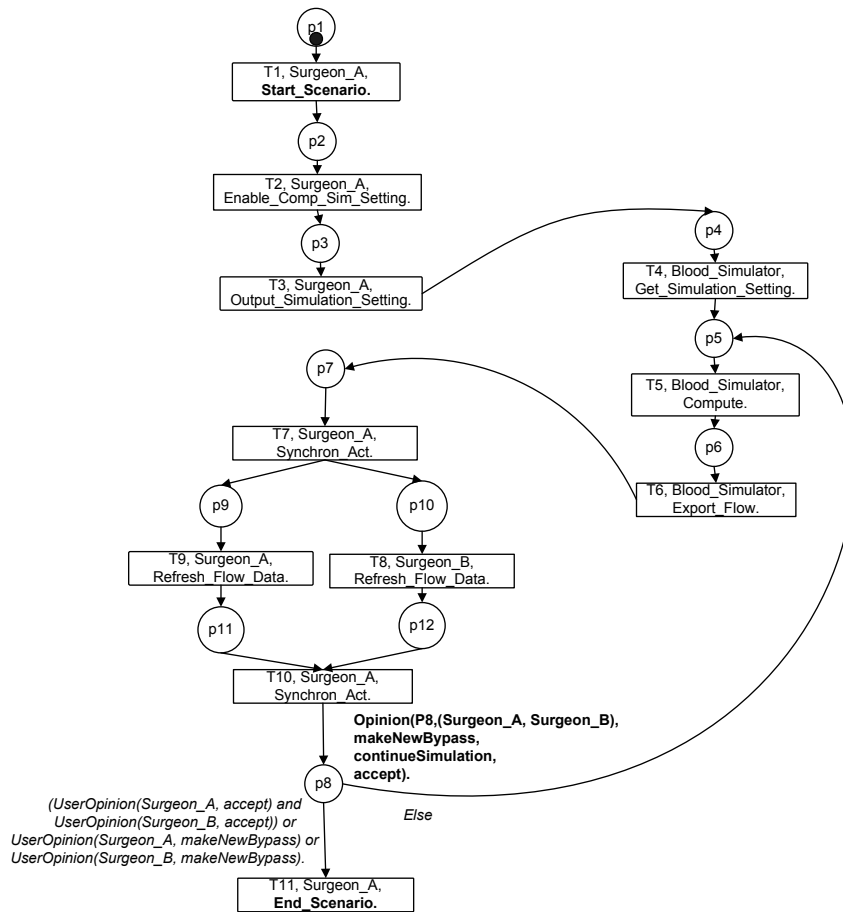 p1
T1, Surgeon_A,
Start_Scenario.
p2
T2, Surgeon_A,
Enable_Comp_Sim_Setting.
p3
T3, Surgeon_A,
Output_Simulation_Setting.
p4
T4, Blood_Simulator,
Get_Simulation_Setting.
p5
T5, Blood_Simulator,
Compute.
p6
T6, Blood_Simulator,
Export_Flow.
p7
T7, Surgeon_A,
Synchron_Act.
p9
p10
T9, Surgeon_A,
Refresh_Flow_Data.
T8, Surgeon_B,
Refresh_Flow_Data.
p11
p12
T10, Surgeon_A,
Synchron_Act.
Opinion(P8,(Surgeon_A, Surgeon_B),
makeNewBypass,
continueSimulation,
accept).
p8
Else
(UserOpinion(Surgeon_A, accept) and
UserOpinion(Surgeon_B, accept)) or
UserOpinion(Surgeon_A, makeNewBypass) or
UserOpinion(Surgeon_B, makeNewBypass).
T11, Surgeon_A,
End_Scenario.